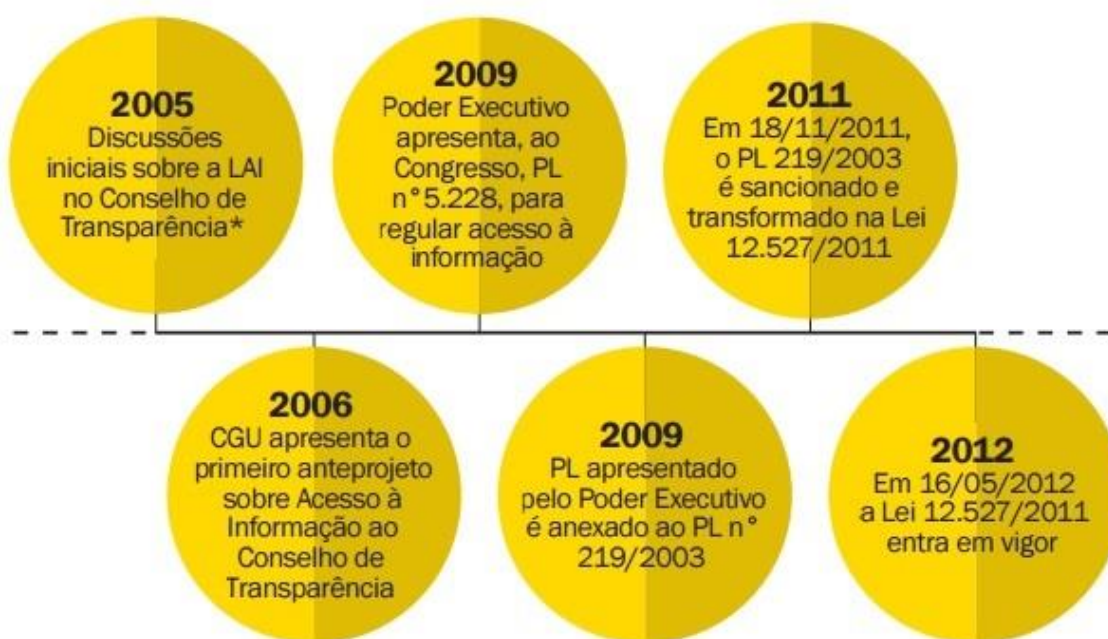 2005
Discussões
iniciais sobre a LAI
no Conselho de
Transparência*
2009
Poder Executivo
apresenta, ao
Congresso, PL
n°5.228, para
regular acesso à
informação
2011
Em 18/11/2011,
o PL 219/2003
é sancionado e
transformado na Lei
12.527/2011
2006
CGU apresenta o
primeiro anteprojeto
sobre Acesso à
Informação ao
Conselho de
Transparência
2009
PL apresentado
pelo Poder Executivo
é anexado ao PL n°
219/2003
2012
Em 16/05/2012
a Lei 12.527/2011
entra em vigor